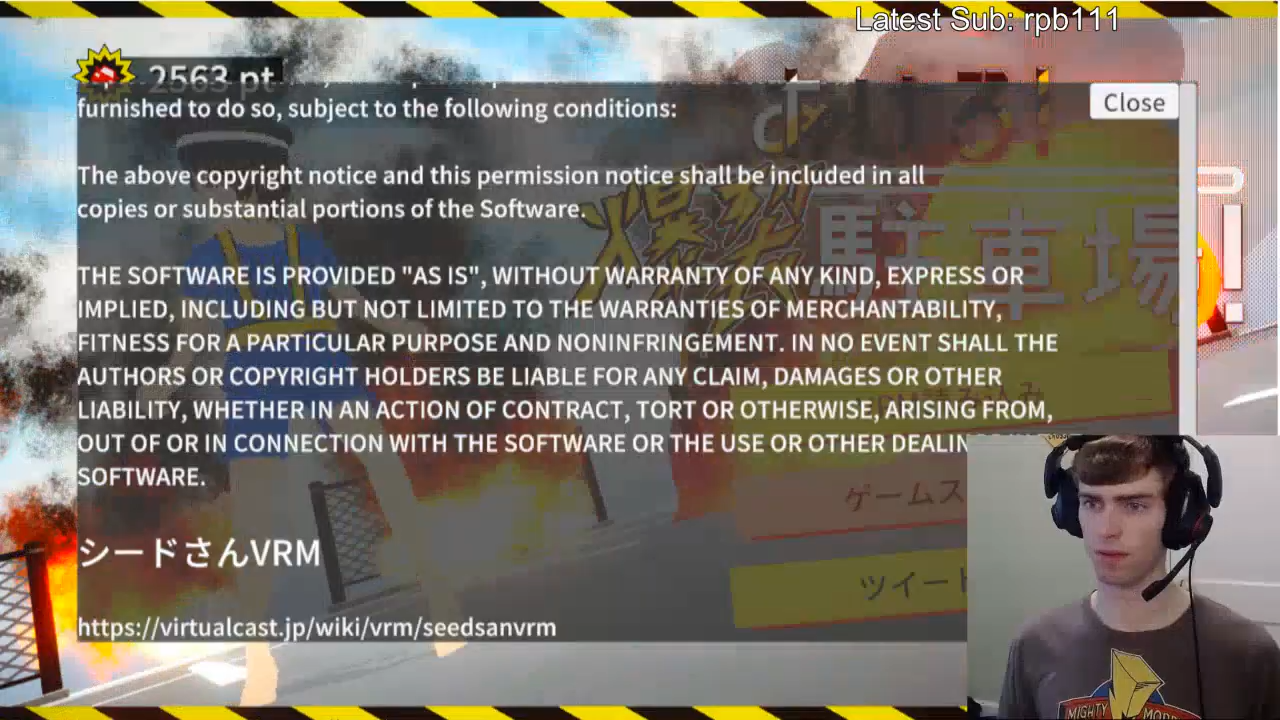 Latest Sub: rpb111
2563 pt
furnished to do so, subject to the following conditions:
Close
The above copyright notice and this permission notice shall be included in all
copies or substantial portions of the Software.
爆裂
駐車場
THE SOFTWARE IS PROVIDED "AS IS", WITHOUT WARRANTY OF ANY KIND, EXPRESS OR
IMPLIED, INCLUDING BUT NOT LIMITED TO THE WARRANTIES OF MERCHANTABILITY,
FITNESS FOR A PARTICULAR PURPOSE AND NONINFRINGEMENT. IN NO EVENT SHALL THE
AUTHORS OR COPYRIGHT HOLDERS BE LIABLE FOR ANY CLAIM, DAMAGES OR OTHER
LIABILITY, WHETHER IN AN ACTION OF CONTRACT, TORT OR OTHERWISE, ARISING FROM,
OUT OF OR IN CONNECTION WITH THE SOFTWARE OR THE USE OR OTHER
SOFTWARE.
ゲームス
シードさんVRM
ツイート
https://virtualcast.jp/wiki/vrm/seedsanvrm
MIGHTY